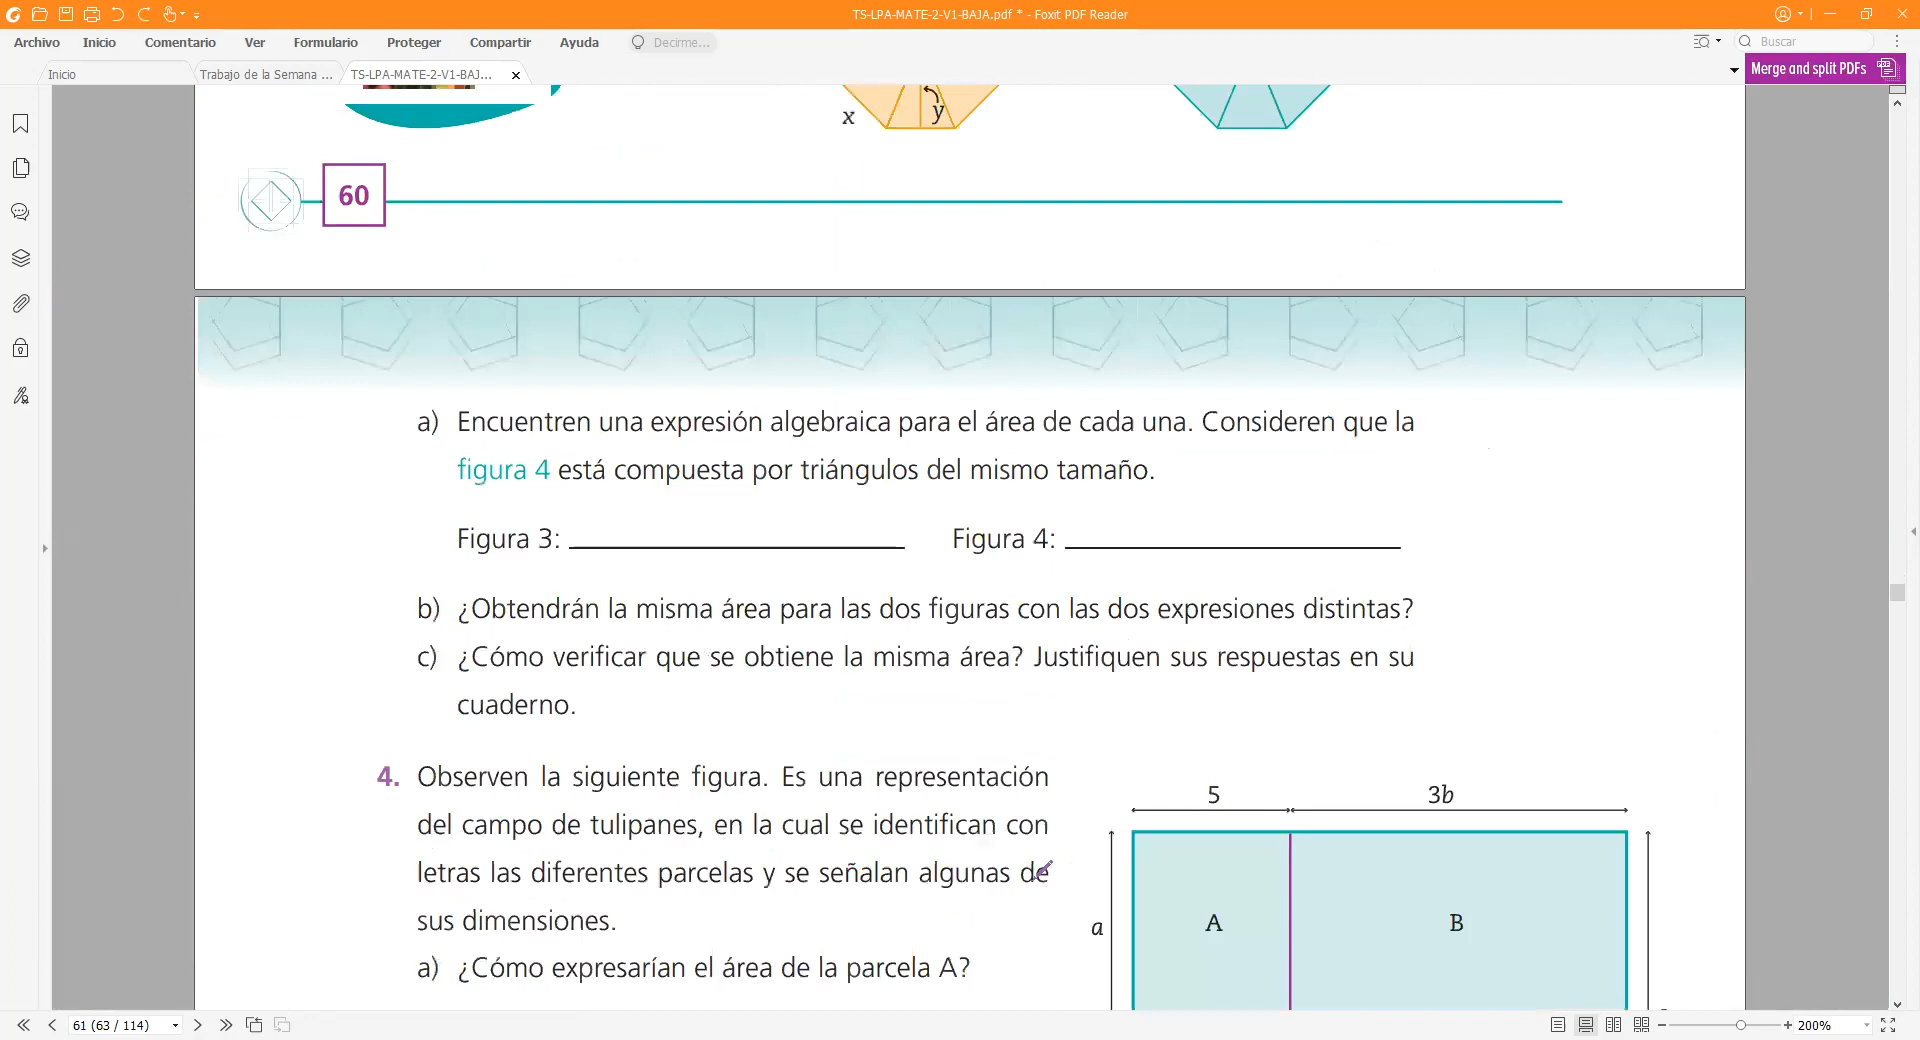 TS-LPA-MATE-2-V1-BAJA.pdf * - Foxit PDF Reader
Archivo Inicio Comentario Ver Formulario Proteger Compartir Ayuda Decirme... Buscar
Inicio Trabajo de la Semana ... TS-LPA-MATE-2-V1-BAJ... Merge and split PDFs
x y
60
a) Encuentren una expresión algebraica para el área de cada una. Consideren que la
figura 4 está compuesta por triángulos del mismo tamaño.
Figura 3: Figura 4:
b) ¿Obtendrán la misma área para las dos figuras con las dos expresiones distintas?
c) ¿Cómo verificar que se obtiene la misma área? Justifiquen sus respuestas en su
cuaderno.
4. Observen la siguiente figura. Es una representación
del campo de tulipanes, en la cual se identifican con
letras las diferentes parcelas y se señalan algunas de
sus dimensiones.
a) ¿Cómo expresarían el área de la parcela A?
5 3b
a A B
61 (63 / 114) 200%